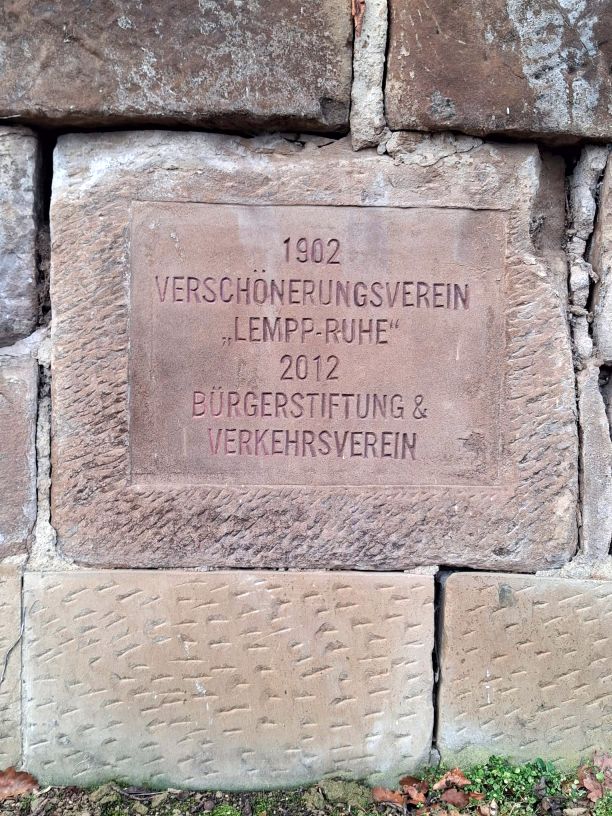 1902
VERSCHÖNERUNGSVEREIN
„LEMPP-RUHE“
2012
BÜRGERSTIFTUNG &
VERKEHRSVEREIN